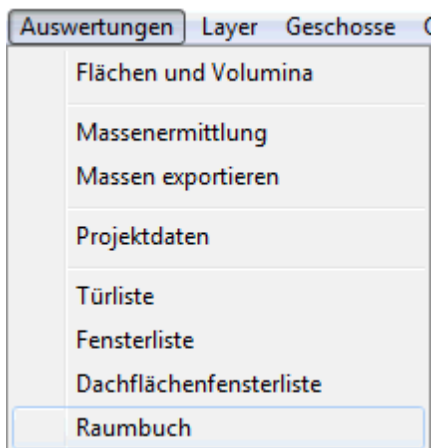 Auswertungen Layer Geschosse
Flächen und Volumina
Massenermittlung
Massen exportieren
Projektdaten
Türliste
Fensterliste
Dachflächenfensterliste
Raumbuch